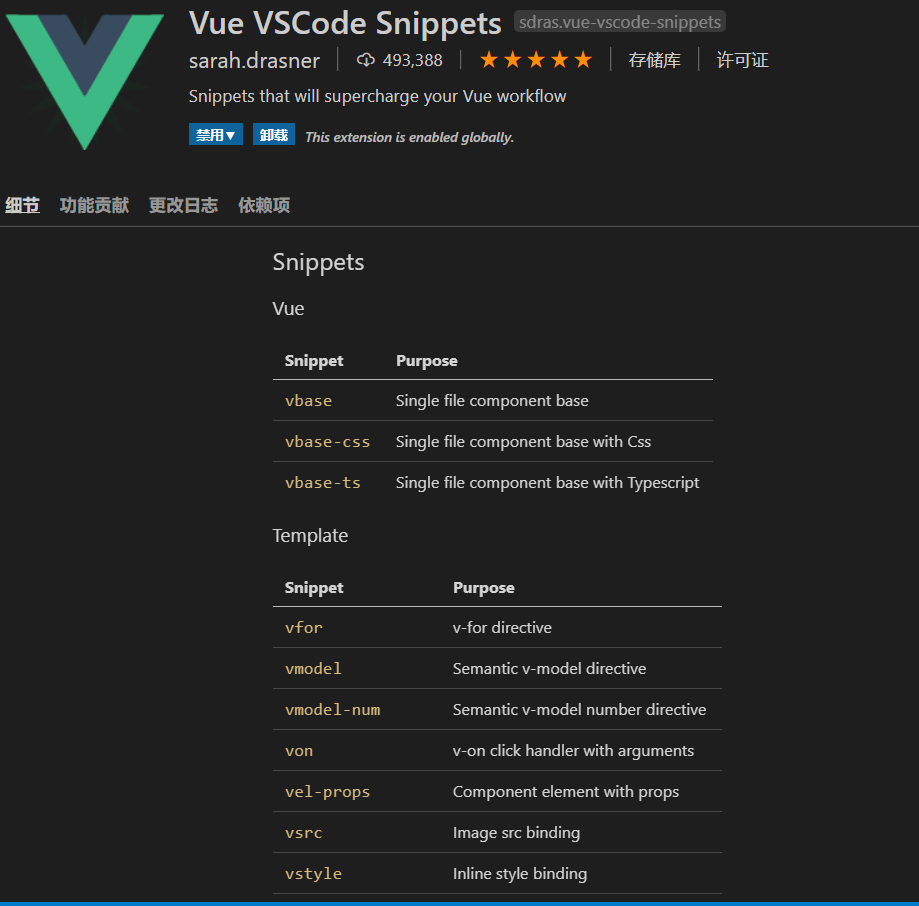 Vue VSCode Snippets sdras.vue-vscode-snippets
sarah.drasner 493,388 存储库 许可证
Snippets that will supercharge your Vue workflow
禁用▼ 卸载 This extension is enabled globally.
细节 功能贡献 更改日志 依赖项
Snippets
Vue
Snippet Purpose
vbase Single file component base
vbase-css Single file component base with Css
vbase-ts Single file component base with Typescript
Template
Snippet Purpose
vfor v-for directive
vmodel Semantic v-model directive
vmodel-num Semantic v-model number directive
von v-on click handler with arguments
vel-props Component element with props
vsrc Image src binding
vstyle Inline style binding